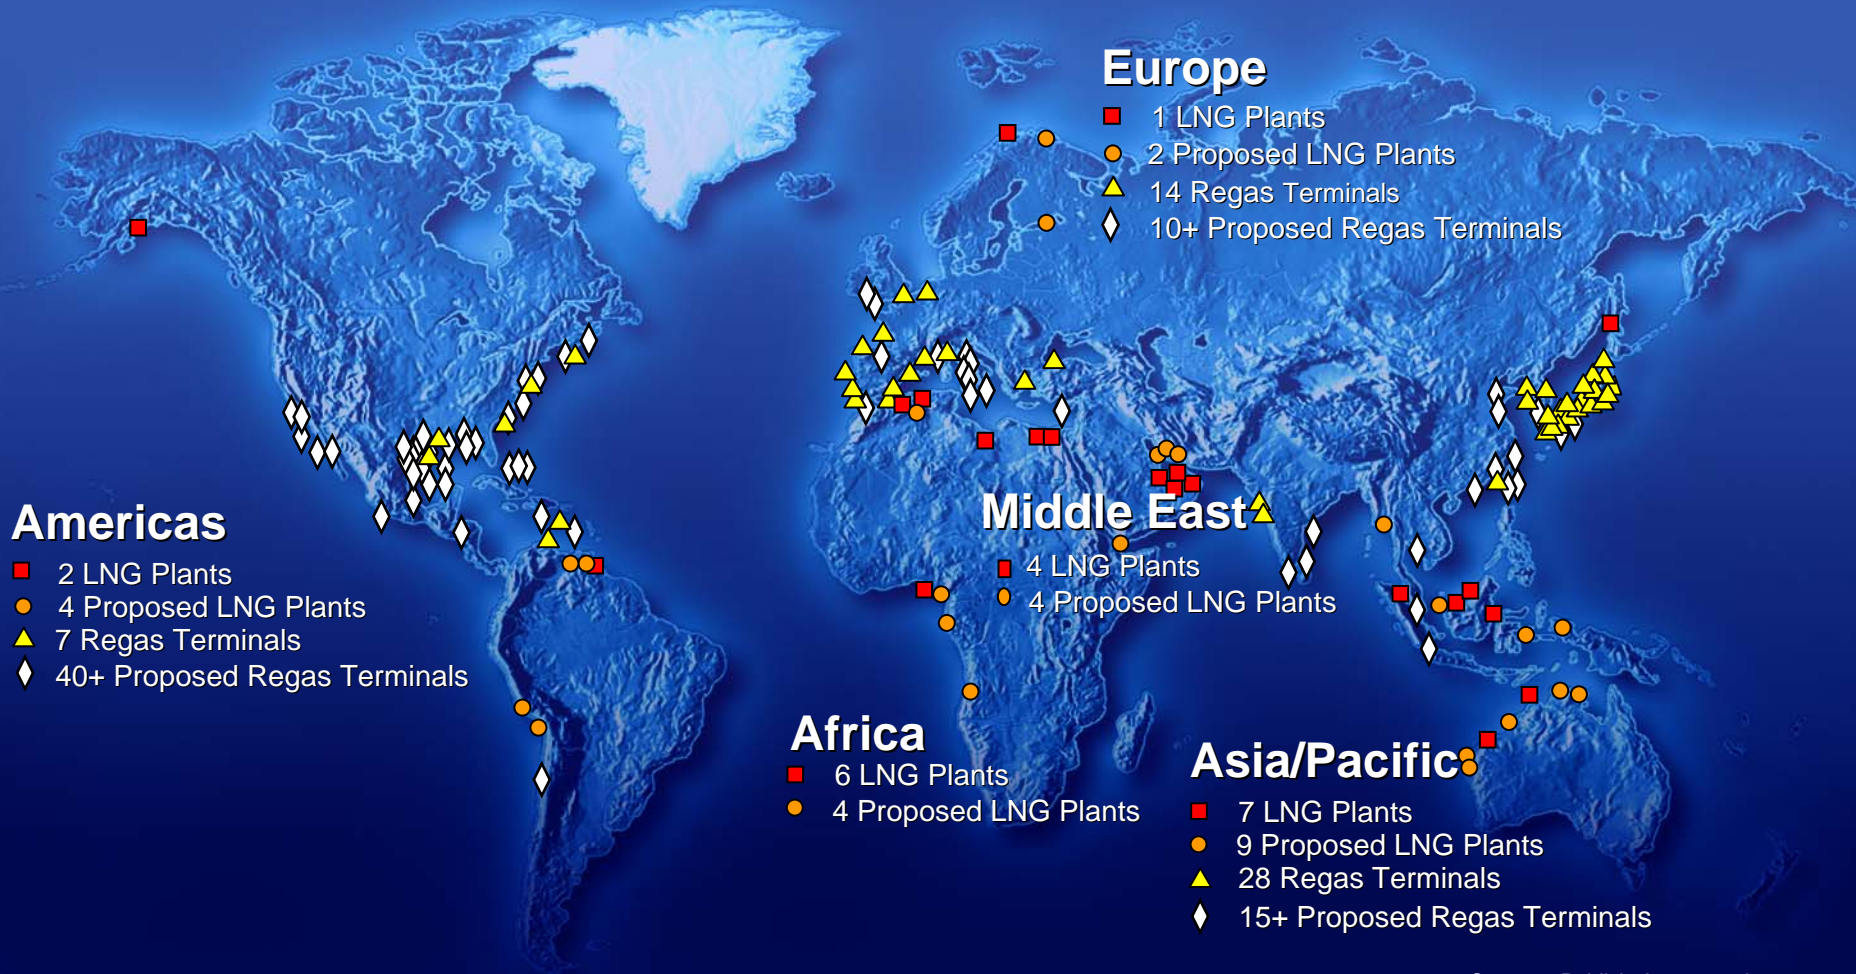 Europe
1 LNG Plants
2 Proposed LNG Plants
14 Regas Terminals
10+ Proposed Regas Terminals
Americas
2 LNG Plants
4 Proposed LNG Plants
7 Regas Terminals
40+ Proposed Regas Terminals
Middle East
4 LNG Plants
4 Proposed LNG Plants
Africa
6 LNG Plants
4 Proposed LNG Plants
Asia/Pacific
7 LNG Plants
9 Proposed LNG Plants
28 Regas Terminals
15+ Proposed Regas Terminals